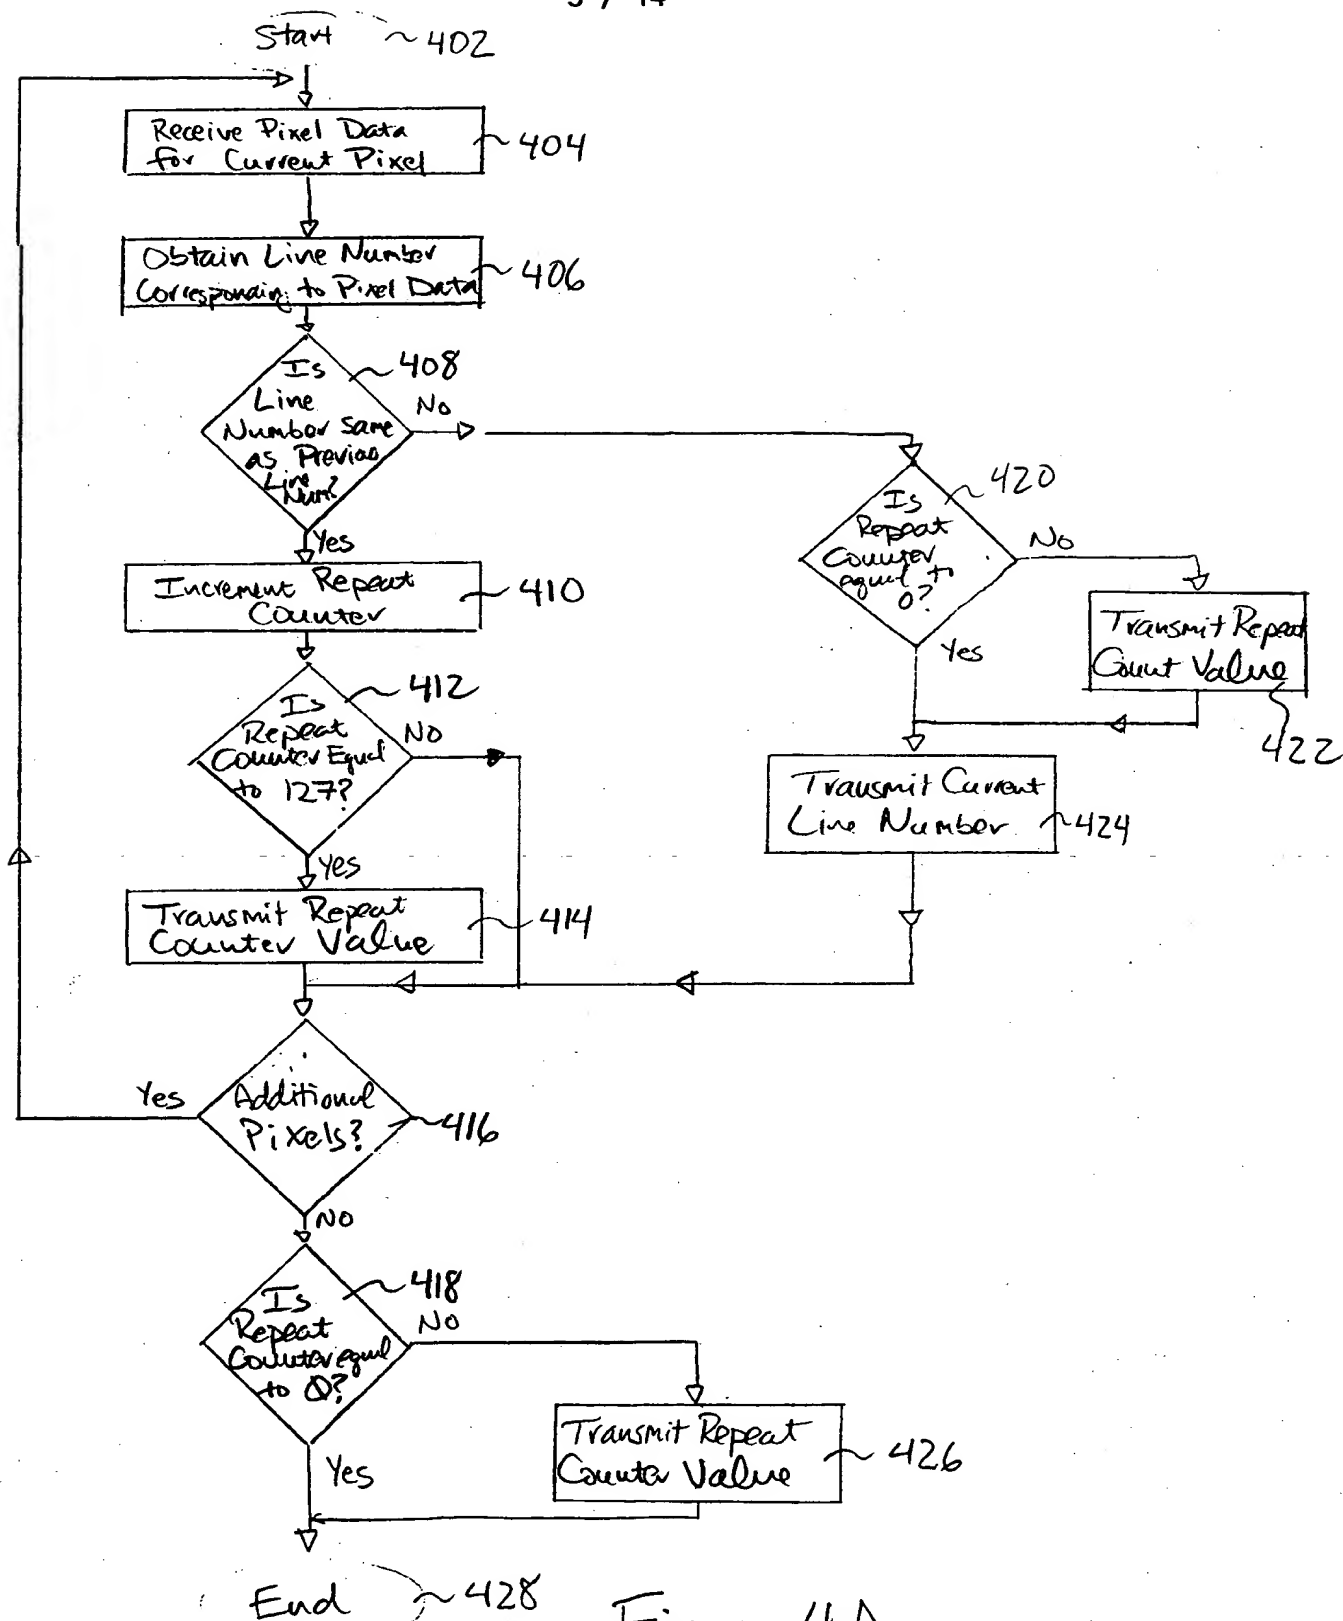 Start 402
Receive Pixel Data
for Current Pixel
404
Obtain Line Number
Corresponding to Pixel Data
406
Is
Line
Number Same
as Previao
Line
Num?
408
No
Yes
Increment Repeat
Counter
410
Is
Repeat
Counter Equal
to 127?
412
No
Yes
Transmit Repeat
Counter Value
414
Is
Repeat
Counter
equal to
0?
420
No
Yes
Transmit Repeat
Count Value
422
Transmit Current
Line Number
424
Additional
Pixels?
416
Yes
No
Is
Repeat
Counter equal
to 0?
418
No
Yes
Transmit Repeat
Counter Value
426
End 428